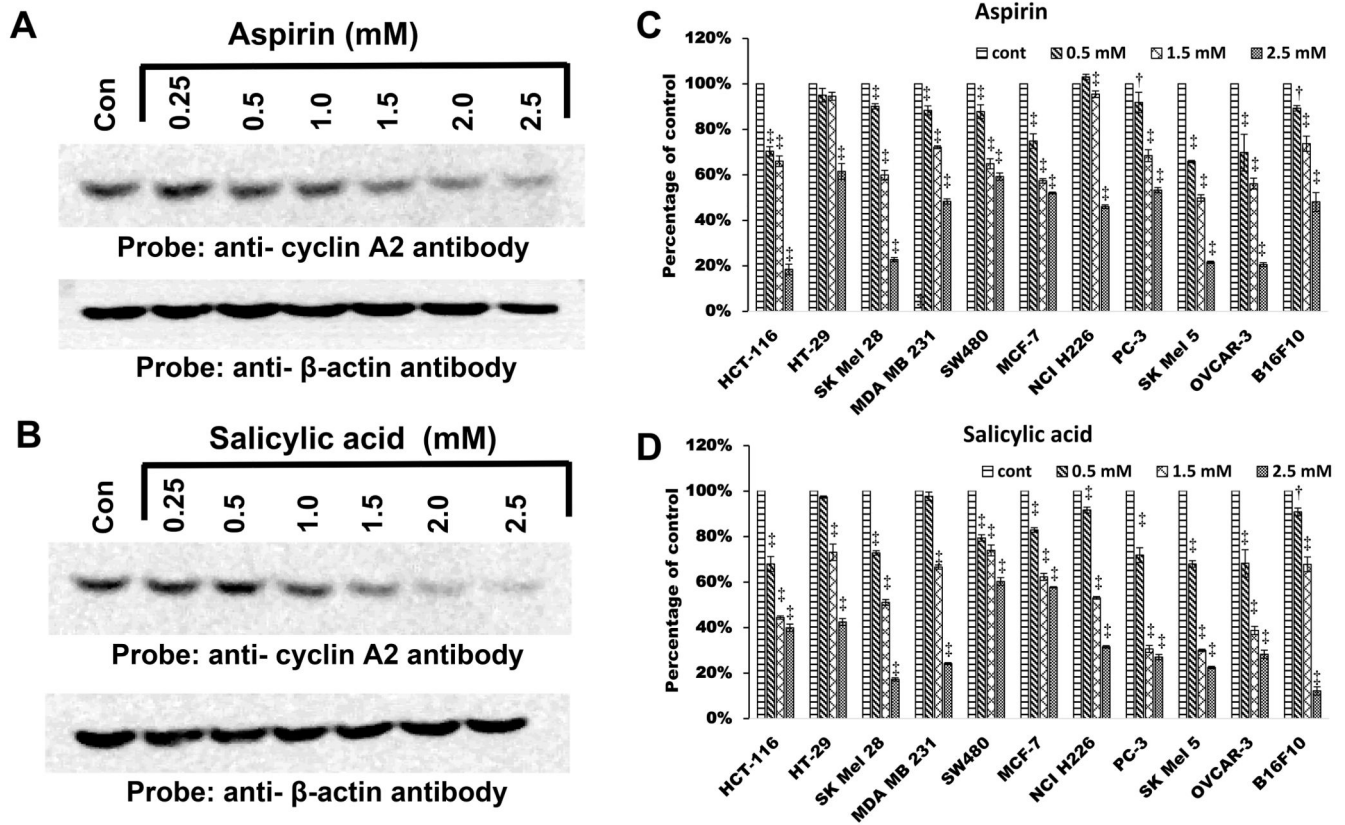 A
Aspirin (mM)
Con
0.25
0.5
1.0
1.5
2.0
2.5
Probe: anti- cyclin A2 antibody
Probe: anti- β-actin antibody
B
Salicylic acid (mM)
Con
0.25
0.5
1.0
1.5
2.0
2.5
Probe: anti- cyclin A2 antibody
Probe: anti- β-actin antibody
C
Aspirin
cont 0.5 mM 1.5 mM 2.5 mM
Percentage of control
120%
100%
80%
60%
40%
20%
0%
HCT-116
HT-29
SK Mel 28
MDA MB 231
SW480
MCF-7
NCI H226
PC-3
SK Mel 5
OVCAR-3
B16F10
D
Salicylic acid
cont 0.5 mM 1.5 mM 2.5 mM
Percentage of control
120%
100%
80%
60%
40%
20%
0%
HCT-116
HT-29
SK Mel 28
MDA MB 231
SW480
MCF-7
NCI H226
PC-3
SK Mel 5
OVCAR-3
B16F10